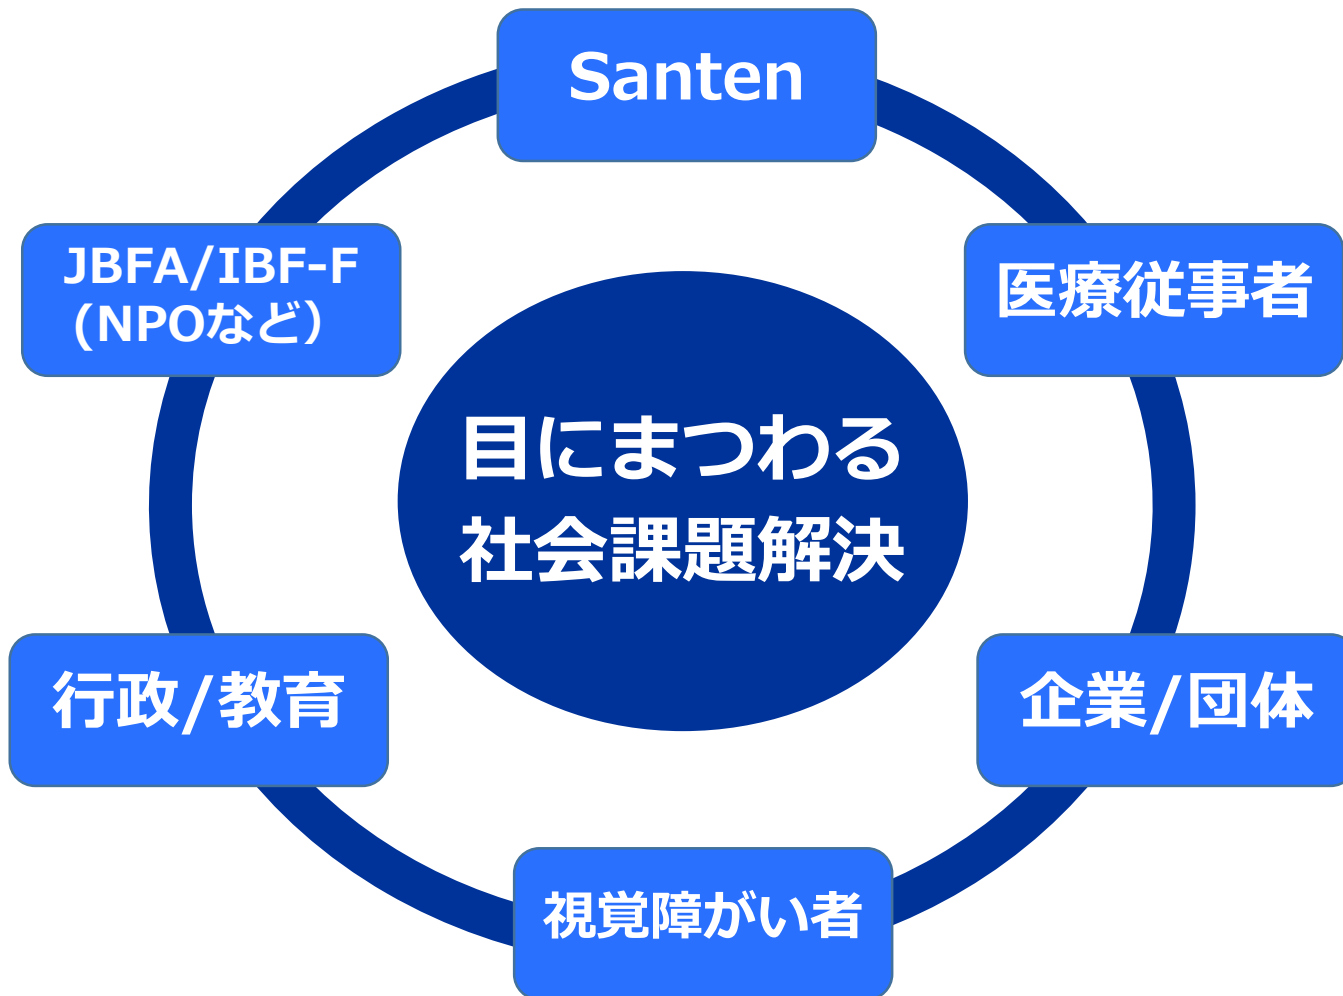 Santen
JBFA/IBF-F
(NPOなど）
医療従事者
目にまつわる
社会課題解決
行政/教育
企業/団体
視覚障がい者